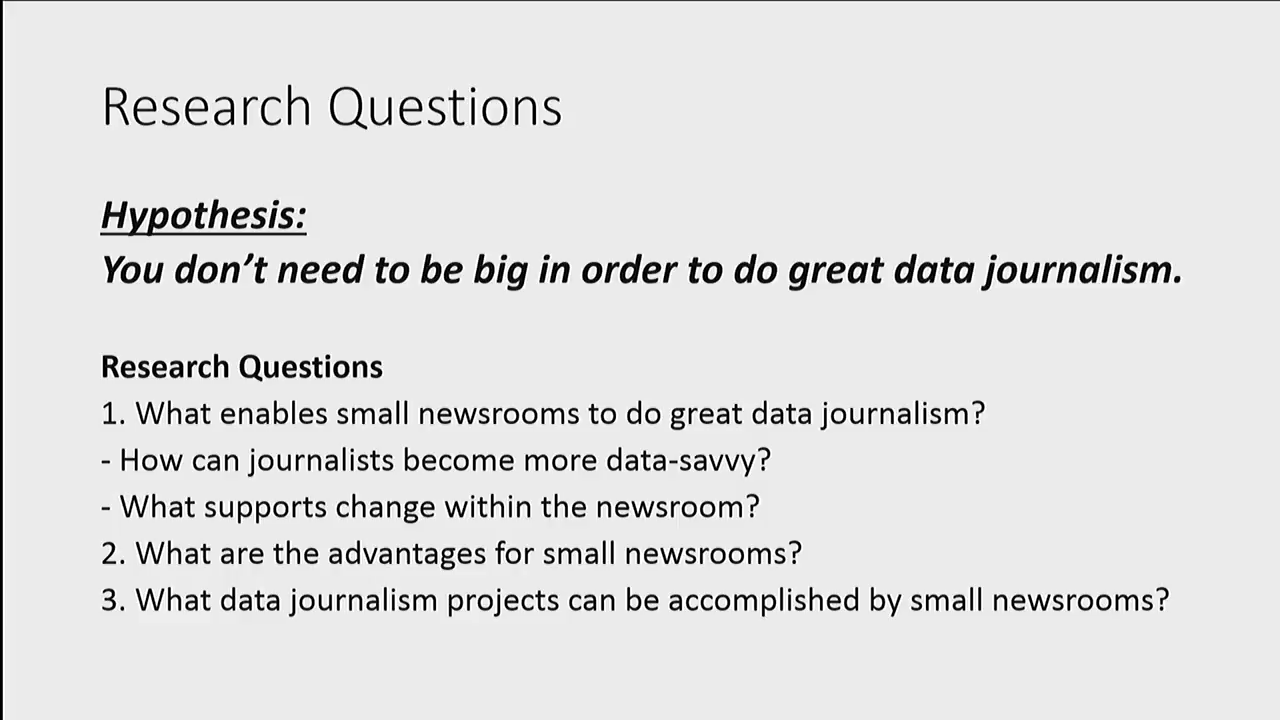 Research Questions
Hypothesis:
You don’t need to be big in order to do great data journalism.
Research Questions
1. What enables small newsrooms to do great data journalism?
- How can journalists become more data-savvy?
- What supports change within the newsroom?
2. What are the advantages for small newsrooms?
3. What data journalism projects can be accomplished by small newsrooms?